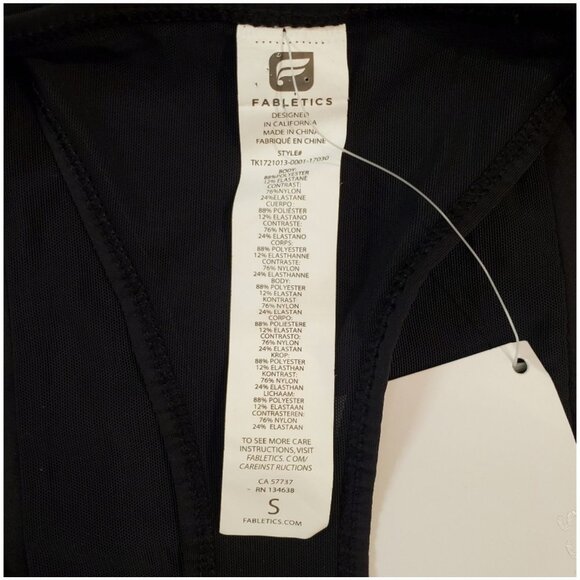 FABLETICS
DESIGNED
IN CALIFORNIA
MADE IN CHINA
FABRIQUÉ EN CHINE
STYLE#
TK1721013-0001-17030
BODY:
88%POLYESTER
12% ELASTANE
CONTRAST:
76%NYLON
24%ELASTANE
CUERPO:
88% POLIÉSTER
12% ELASTANO
CONTRASTE:
76% NYLON
24% ELASTANO
CORPS:
88% POLYESTER
12% ELASTHANNE
CONTRASTE:
76% NYLON
24% ELASTHANNE
BODY:
88% POLYESTER
12% ELASTAN
KONTRAST
76% NYLON
24% ELASTAN
CORPO:
88% POLIESTERE
12% ELASTAN
CONTRASTO:
76% NYLON
24% ELASTAN
KROP:
88% POLYESTER
12% ELASTHAN
KONTRAST:
76% NYLON
24% ELASTHAN
LICHAAM:
88% POLYESTER
12% ELASTAAN
CONTRASTEREN:
76% NYLON
24% ELASTAAN
TO SEE MORE CARE
INSTRUCTIONS, VISIT
FABLETICS. COM/
CAREINST RUCTIONS
CA 57737
RN 134638
S
FABLETICS.COM